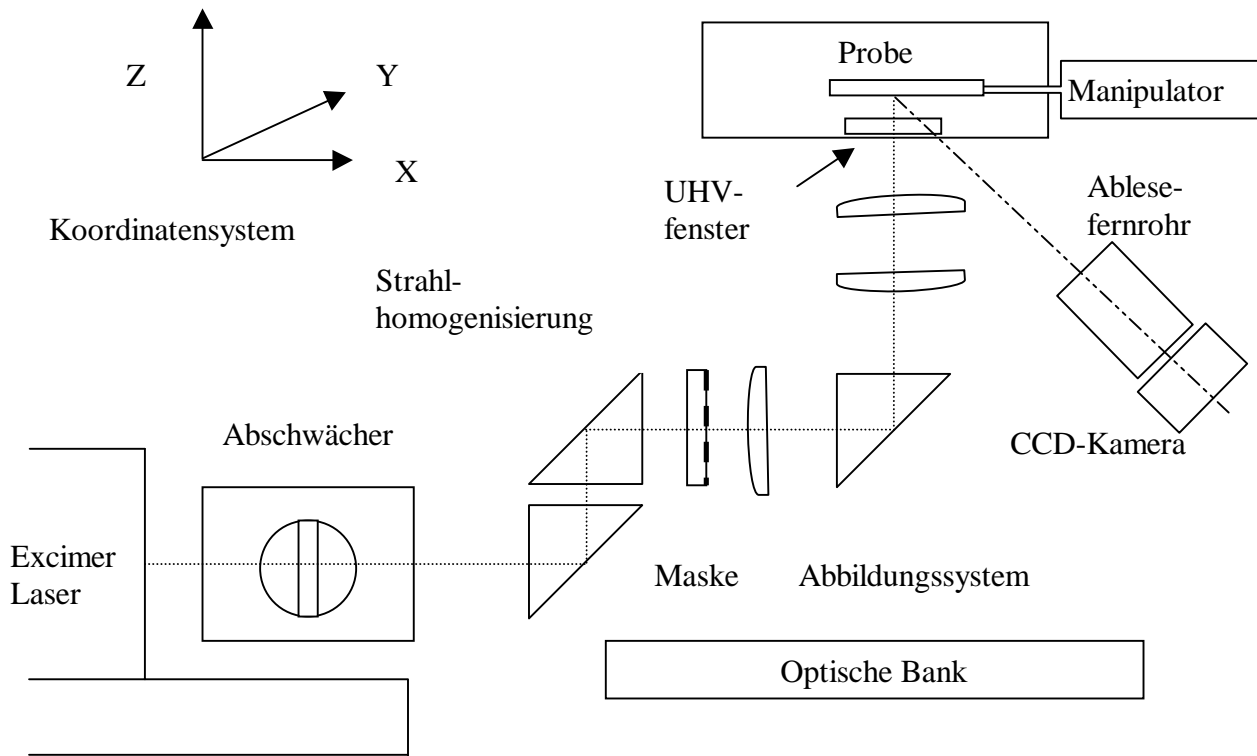 Probe
Manipulator
Z
Y
X
Koordinatensystem
UHV-
fenster
Ablese-
fernrohr
Strahl-
homogenisierung
Abschwächer
CCD-Kamera
Excimer
Laser
Maske
Abbildungssystem
Optische Bank